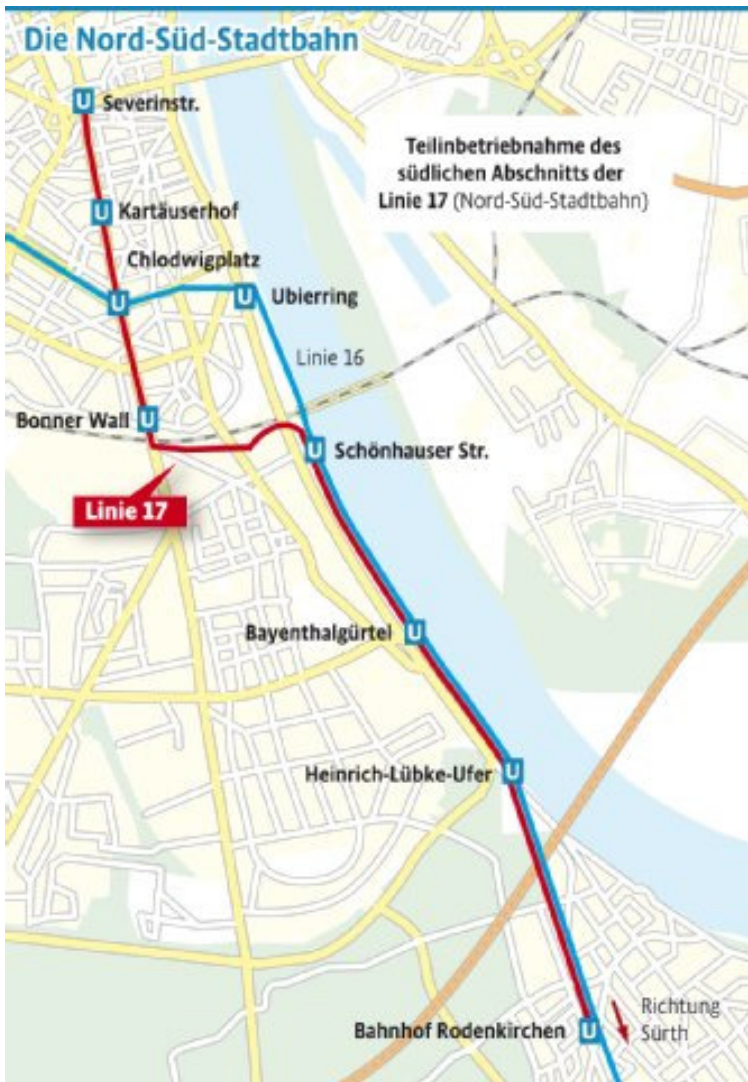 Die Nord-Süd-Stadtbahn
U Severinstr.
Teilinbetriebnahme des
südlichen Abschnitts der
Linie 17 (Nord-Süd-Stadtbahn)
U Kartäuserhof
Chlodwigplatz
U
U Ubierring
Linie 16
Bonner Wall U
U Schönhauser Str.
Linie 17
Bayenthalgürtel U
Heinrich-Lübke-Ufer U
Richtung
Sürth
Bahnhof Rodenkirchen U